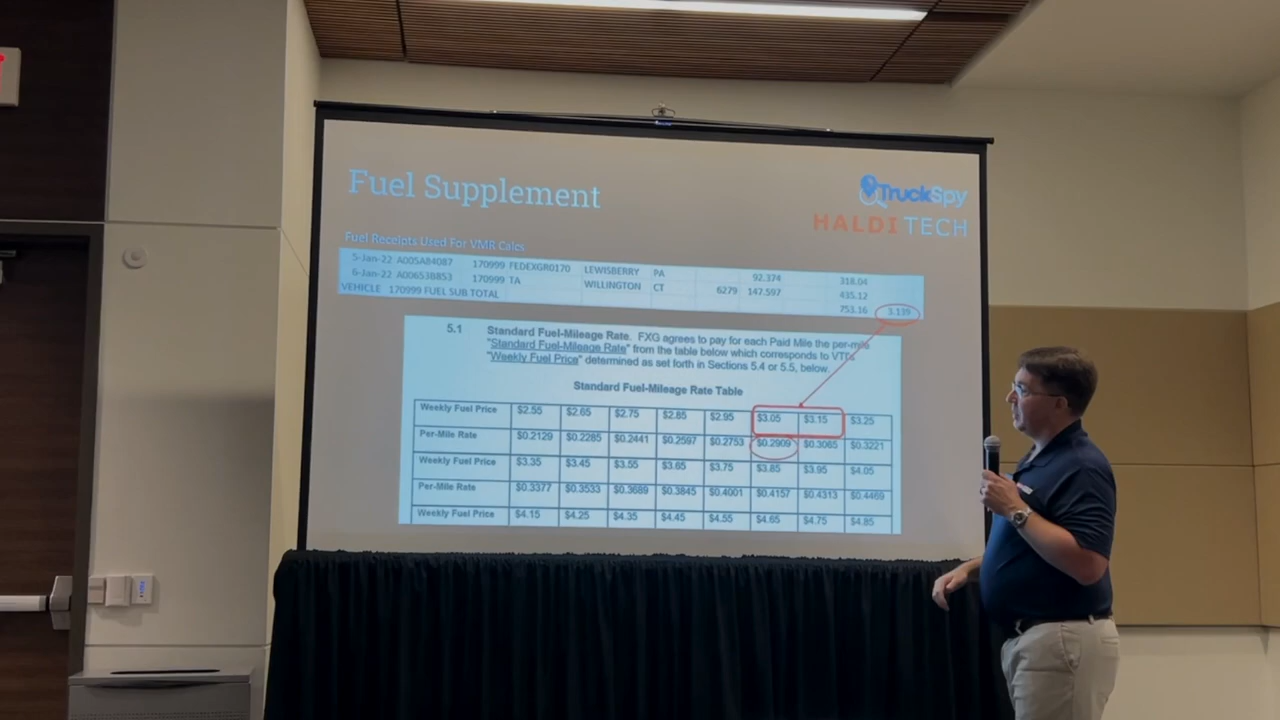 Fuel Supplement
TruckSpy
HALDI TECH
Fuel Receipts Used For VMR Calcs
5-Jan-22 A005A84087 170999 FEDEXGR0170 LEWISBERRY PA 92.374 318.04
6-Jan-22 A00653B853 170999 TA WILLINGTON CT 6279 147.597 435.12
VEHICLE 170999 FUEL SUB TOTAL 753.16 3.139
5.1 Standard Fuel-Mileage Rate. FXG agrees to pay for each Paid Mile the per-mile
"Standard Fuel-Mileage Rate" from the table below which corresponds to
"Weekly Fuel Price" determined as set forth in Sections 5.4 or 5.5, below.
Standard Fuel-Mileage Rate Table
Weekly Fuel Price $2.55 $2.65 $2.75 $2.85 $2.95 $3.05 $3.15 $3.25
Per-Mile Rate $0.2129 $0.2285 $0.2441 $0.2597 $0.2753 $0.2909 $0.3065 $0.3221
Weekly Fuel Price $3.35 $3.45 $3.55 $3.65 $3.75 $3.85 $3.95 $4.05
Per-Mile Rate $0.3377 $0.3533 $0.3689 $0.3845 $0.4001 $0.4157 $0.4313 $0.4469
Weekly Fuel Price $4.15 $4.25 $4.35 $4.45 $4.55 $4.65 $4.75 $4.85